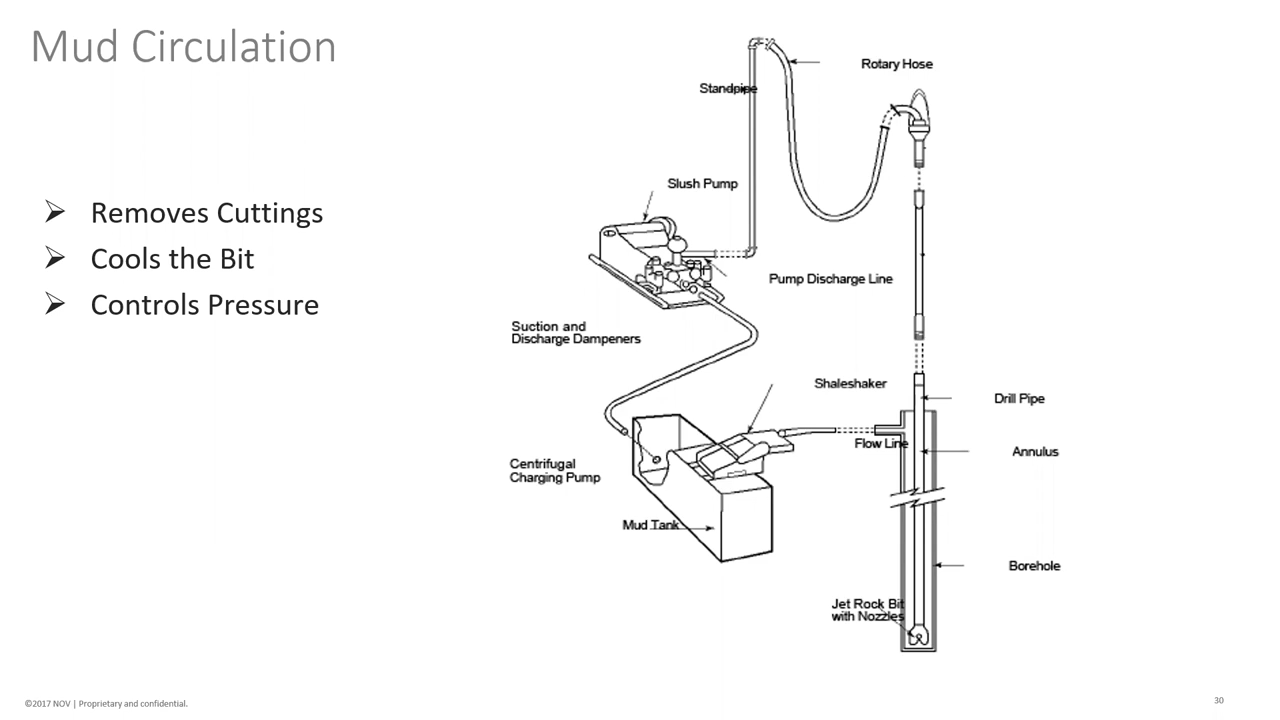 Mud Circulation
Removes Cuttings
Cools the Bit
Controls Pressure
Rotary Hose
Standpipe
Slush Pump
Pump Discharge Line
Suction and
Discharge Dampeners
Shaleshaker
Drill Pipe
Flow Line
Annulus
Centrifugal
Charging Pump
Mud Tank
Borehole
Jet Rock Bit
with Nozzles
©2017 NOV | Proprietary and confidential.
30